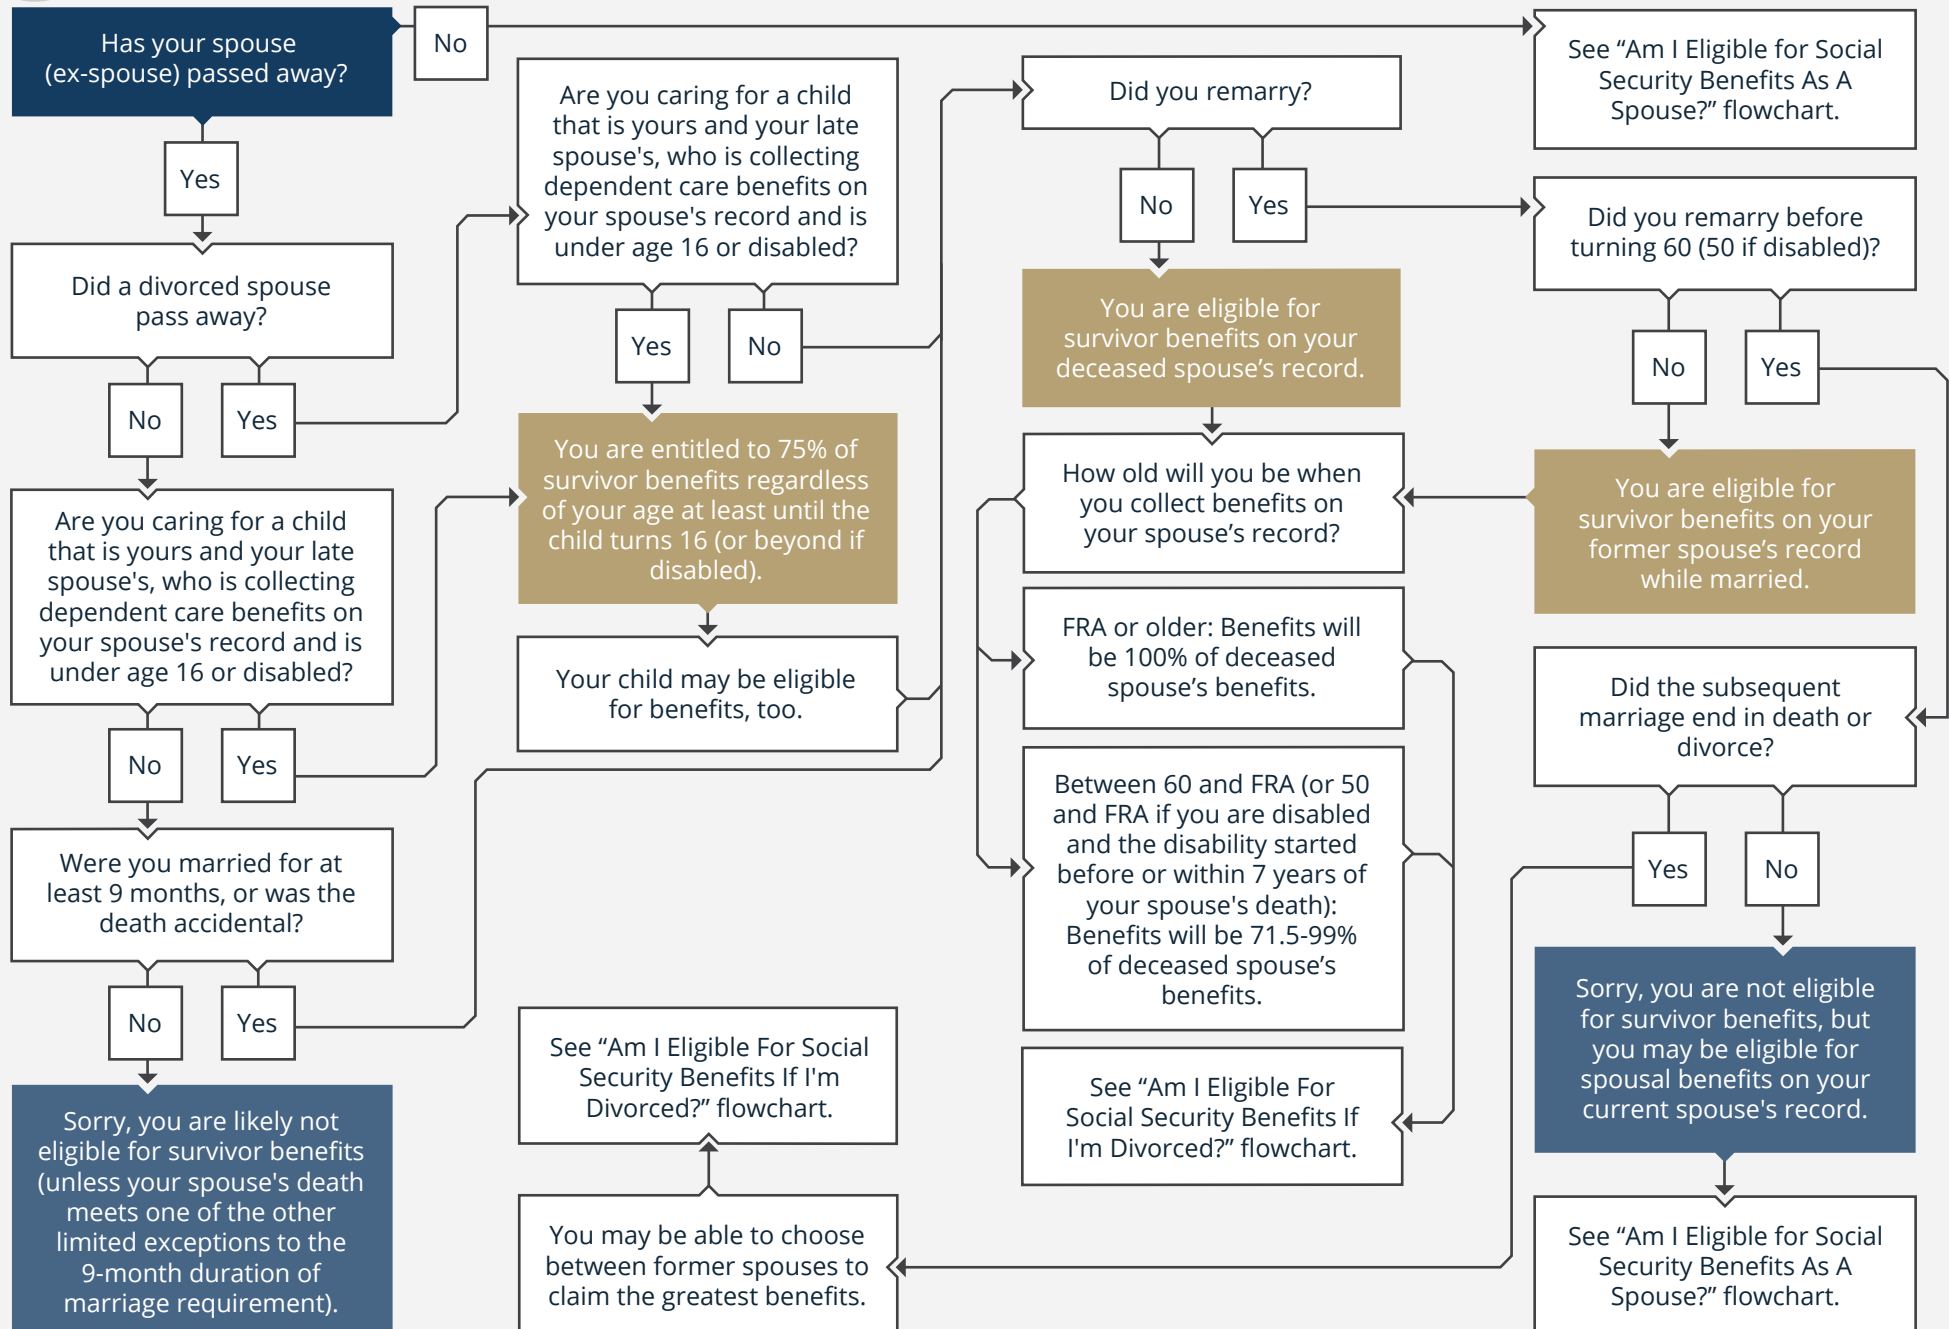 Has your spouse
(ex-spouse) passed away?
No
Yes
Did a divorced spouse
pass away?
No
Yes
Are you caring for a child
that is yours and your late
spouse's, who is collecting
dependent care benefits on
your spouse's record and is
under age 16 or disabled?
No
Yes
Were you married for at
least 9 months, or was the
death accidental?
No
Yes
Sorry, you are likely not
eligible for survivor benefits
(unless your spouse's death
meets one of the other
limited exceptions to the
9-month duration of
marriage requirement).
Are you caring for a child
that is yours and your late
spouse's, who is collecting
dependent care benefits on
your spouse's record and is
under age 16 or disabled?
Yes
No
You are entitled to 75% of
survivor benefits regardless
of your age at least until the
child turns 16 (or beyond if
disabled).
Your child may be eligible
for benefits, too.
See “Am I Eligible For Social
Security Benefits If I'm
Divorced?” flowchart.
You may be able to choose
between former spouses to
claim the greatest benefits.
Did you remarry?
No
Yes
You are eligible for
survivor benefits on your
deceased spouse’s record.
How old will you be when
you collect benefits on
your spouse’s record?
FRA or older: Benefits will
be 100% of deceased
spouse’s benefits.
Between 60 and FRA (or 50
and FRA if you are disabled
and the disability started
before or within 7 years of
your spouse's death):
Benefits will be 71.5-99%
of deceased spouse’s
benefits.
See “Am I Eligible For
Social Security Benefits If
I'm Divorced?” flowchart.
See “Am I Eligible for Social
Security Benefits As A
Spouse?” flowchart.
Did you remarry before
turning 60 (50 if disabled)?
No
Yes
You are eligible for
survivor benefits on your
former spouse’s record
while married.
Did the subsequent
marriage end in death or
divorce?
Yes
No
Sorry, you are not eligible
for survivor benefits, but
you may be eligible for
spousal benefits on your
current spouse's record.
See “Am I Eligible for Social
Security Benefits As A
Spouse?” flowchart.